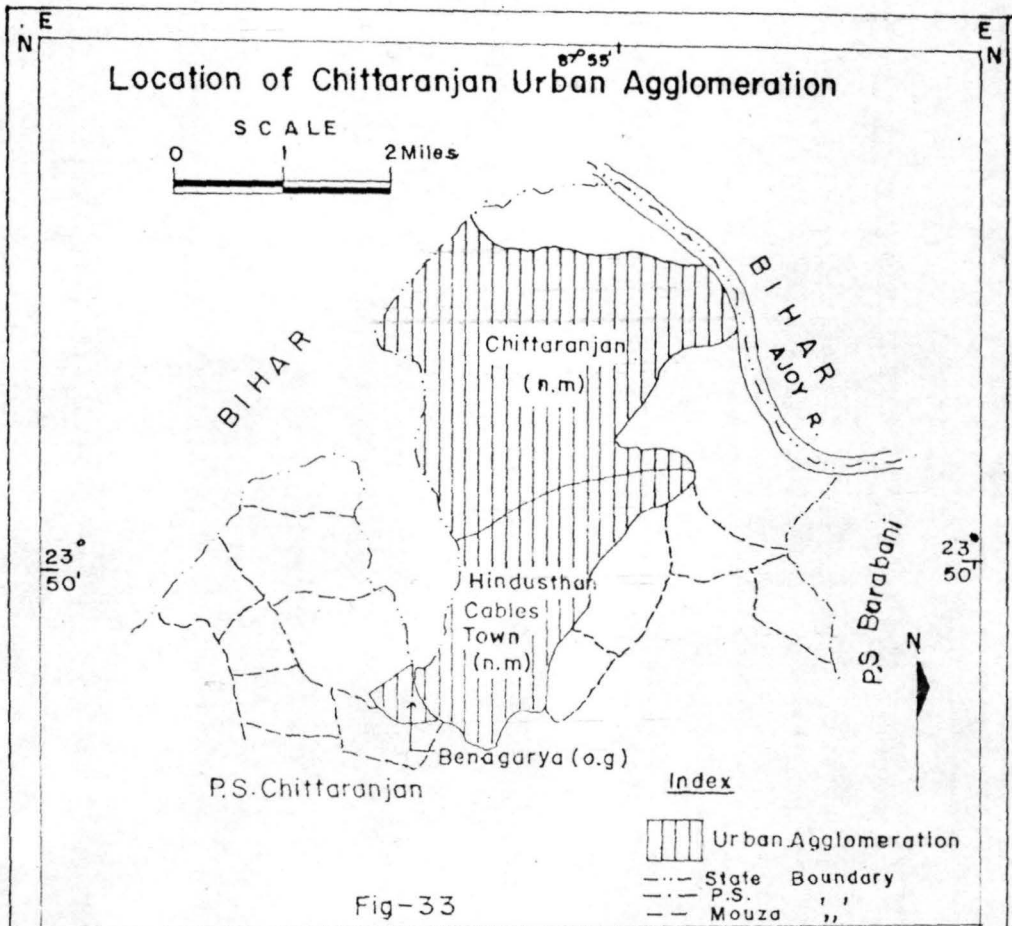 E E
N N
87° 55'
Location of Chittaranjan Urban Agglomeration
SCALE
0 1 2 Miles
BIHAR
BIHAR
AJOY R.
Chittaranjan
(n.m)
23° 50'
23° 50'
Hindusthan
Cables
Town
(n.m)
P.S. Barabani
N
Benagarya (o.g)
P.S. Chittaranjan
Index
Urban Agglomeration
State Boundary
P.S. ,,
Mouza ,,
Fig-33